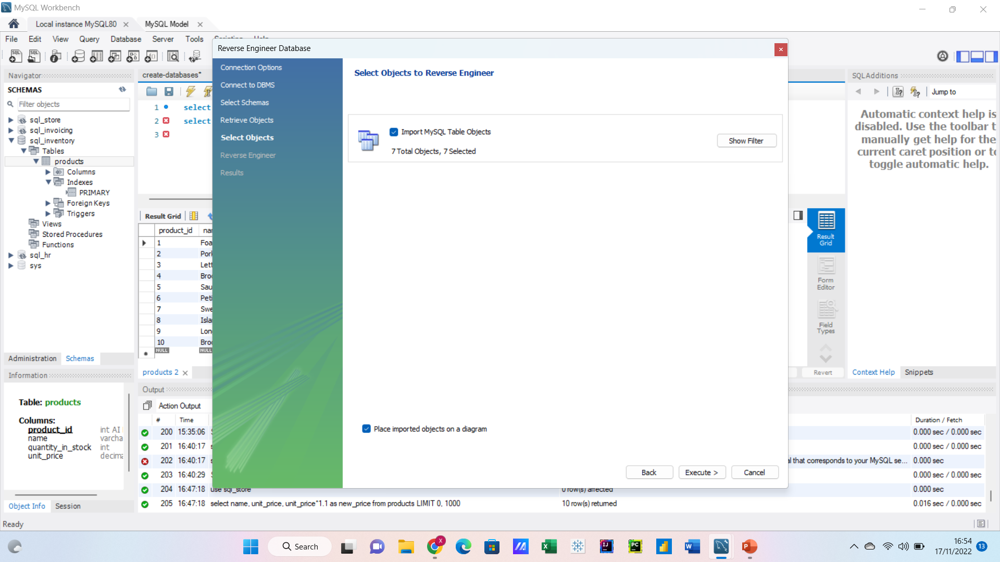 MySQL Workbench
Local instance MySQL80
MySQL Model
File Edit View Query Database Server Tools Scripting Help
Navigator
SCHEMAS
Filter objects
sql_store
sql_invoicing
sql_inventory
Tables
products
Columns
Indexes
PRIMARY
Foreign Keys
Triggers
Views
Stored Procedures
Functions
sql_hr
sys
Administration Schemas
Information
Table: products
Columns:
product_id int AI
name varcha
quantity_in_stock int
unit_price decima
Object Info Session
Ready
create-databases*
1 select
2 select
3
Result Grid
product_id
1 Foa
2 Pork
3 Lett
4 Broc
5 Sau
6 Peti
7 Swe
8 Isla
9 Lon
10 Broc
NULL NULL
products 2
Output
Action Output
# Time Duration / Fetch
200 15:35:06 0.000 sec / 0.000 sec
201 16:40:17 0.000 sec / 0.000 sec
202 16:40:17 al that corresponds to your MySQL se... 0.000 sec
203 16:40:29 0.000 sec / 0.000 sec
204 16:47:18 use sql_store 0 row(s) affected 0.000 sec
205 16:47:18 select name, unit_price, unit_price*1.1 as new_price from products LIMIT 0, 1000 10 row(s) returned 0.016 sec / 0.000 sec
Reverse Engineer Database
Connection Options
Connect to DBMS
Select Schemas
Retrieve Objects
Select Objects
Reverse Engineer
Results
Select Objects to Reverse Engineer
Import MySQL Table Objects
7 Total Objects, 7 Selected
Show Filter
Place imported objects on a diagram
Back Execute > Cancel
Result
Grid
Form
Editor
Field
Types
Revert
SQLAdditions
Jump to
Automatic context help is
disabled. Use the toolbar t
manually get help for the
current caret position or to
toggle automatic help.
Context Help Snippets
Search
16:54
17/11/2022
13